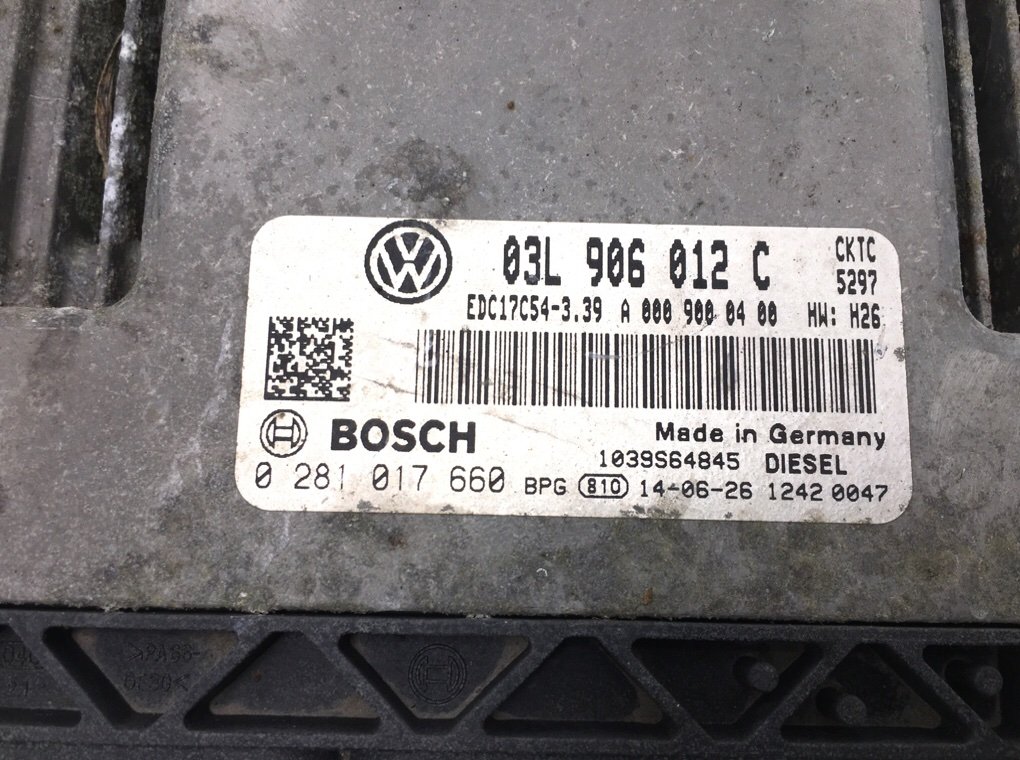 03L 906 012 C
CKTC
5297
EDC17C54-3.39 A 000 900 04 00 HW: H26
BOSCH
Made in Germany
1039S64845 DIESEL
0 281 017 660 BPG 810 14-06-26 1242 0047